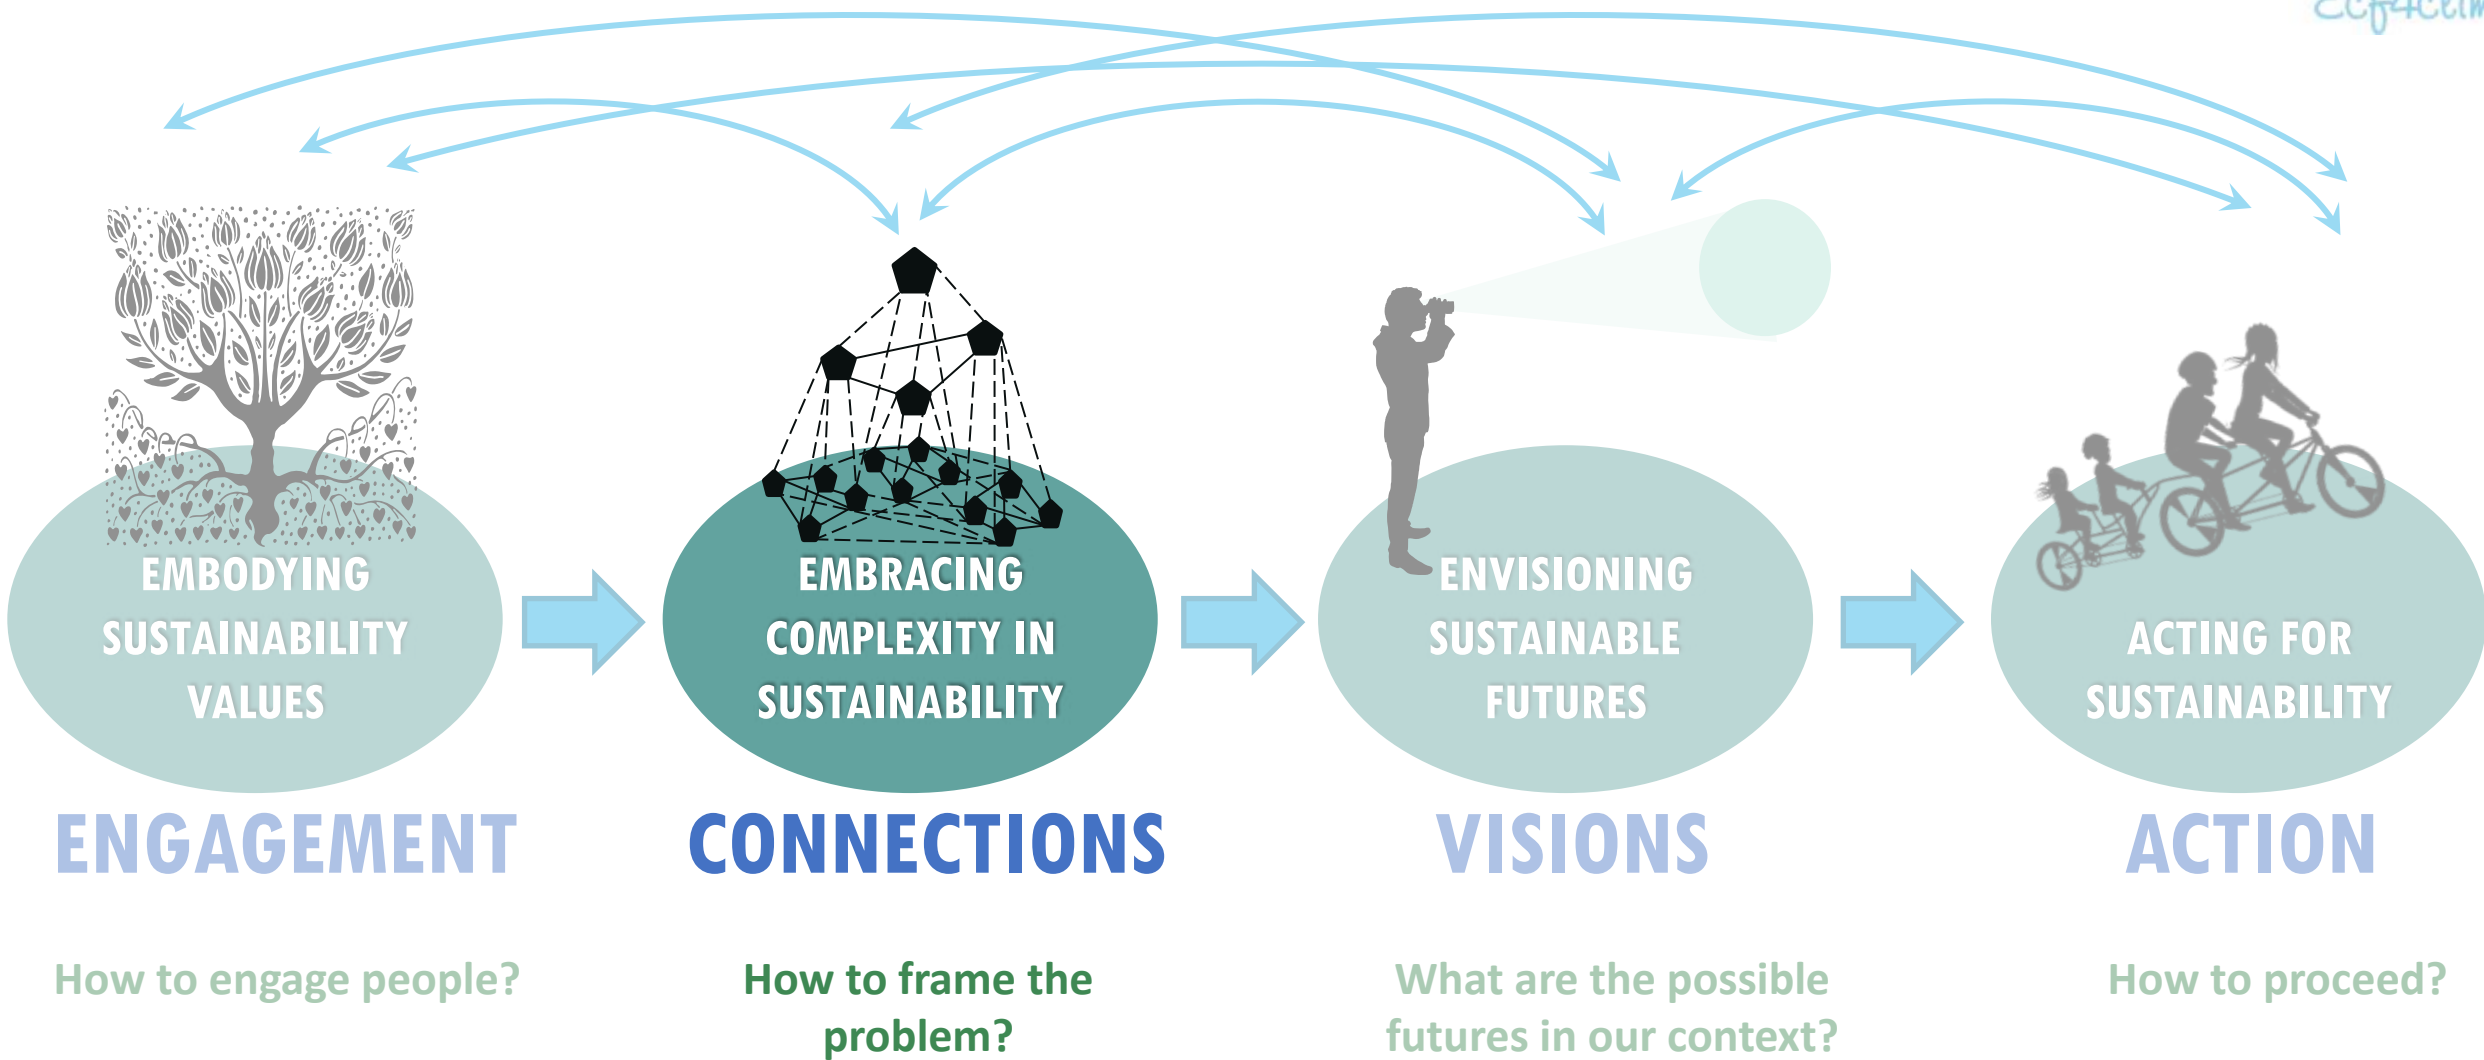 EMBODYING
SUSTAINABILITY
VALUES
EMBRACING
COMPLEXITY IN
SUSTAINABILITY
ENVISIONING
SUSTAINABLE
FUTURES
ACTING FOR
SUSTAINABILITY
ENGAGEMENT
CONNECTIONS
VISIONS
ACTION
How to engage people?
How to frame the
problem?
What are the possible
futures in our context?
How to proceed?